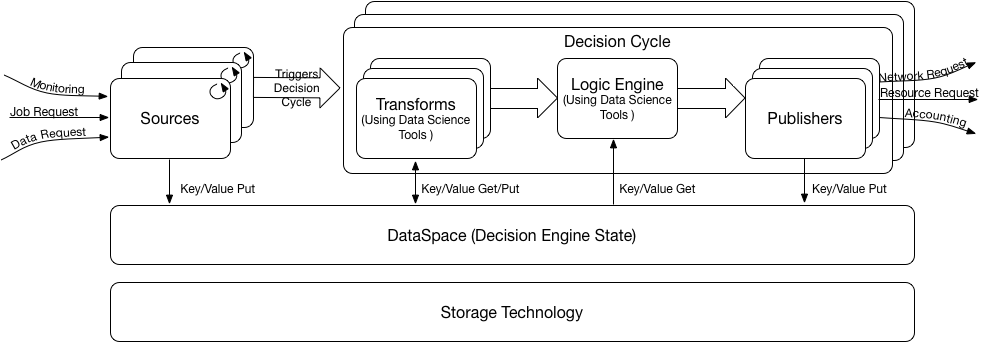 Decision Cycle
Monitoring
Job Request
Data Request
Sources
Triggers
Decision
Cycle
Transforms
(Using Data Science
Tools )
Logic Engine
(Using Data Science
Tools )
Publishers
Network Request
Resource Request
Accounting
Key/Value Put
Key/Value Get/Put
Key/Value Get
Key/Value Put
DataSpace (Decision Engine State)
Storage Technology